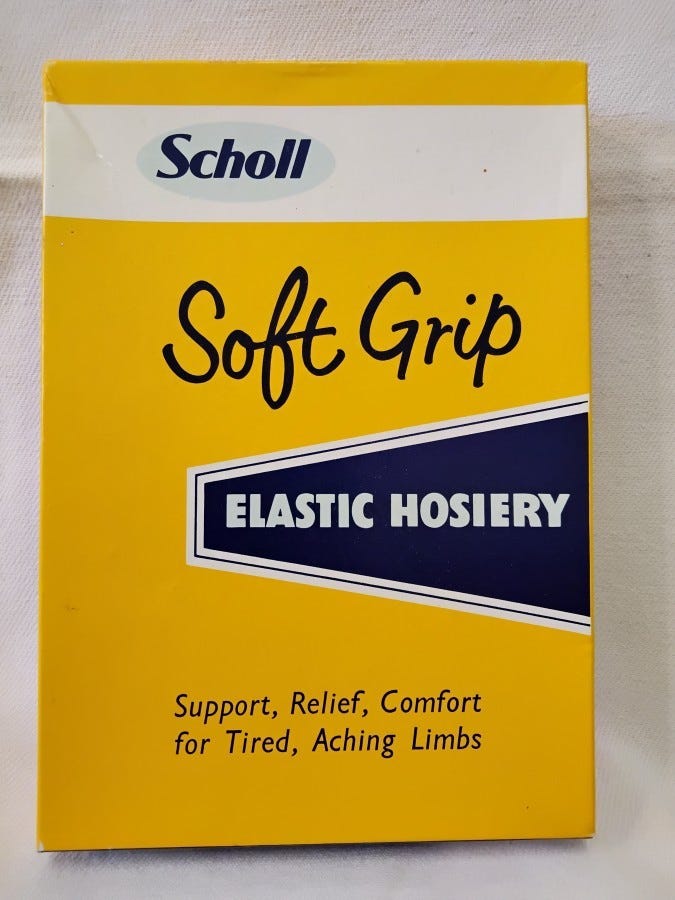 Scholl
Soft Grip
ELASTIC HOSIERY
Support, Relief, Comfort
for Tired, Aching Limbs